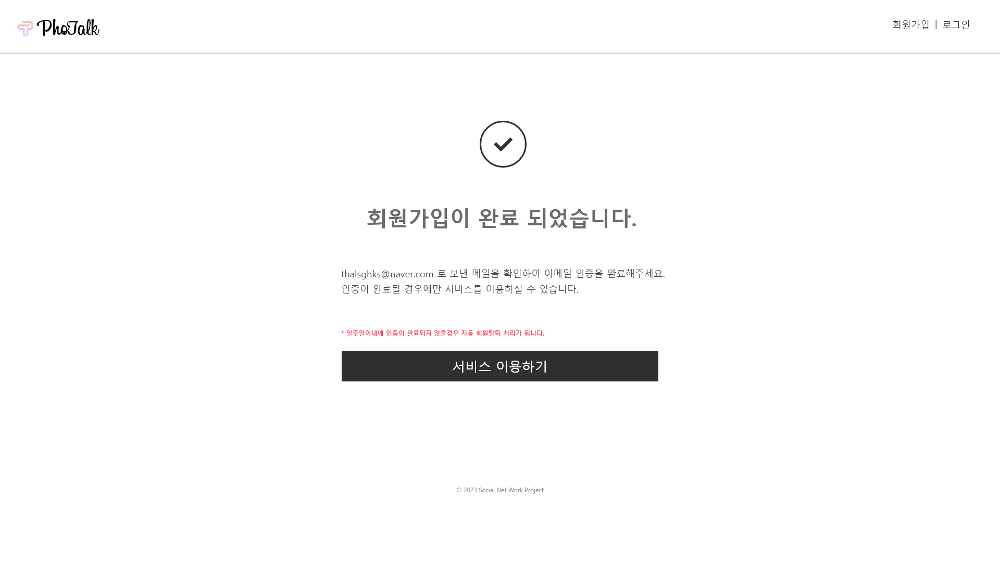 PhoTalk
회원가입 | 로그인
회원가입이 완료 되었습니다.
thalsghks@naver.com 로 보낸 메일을 확인하여 이메일 인증을 완료해주세요.
인증이 완료될 경우에만 서비스를 이용하실 수 있습니다.
* 일주일이내에 인증이 완료되지 않을경우 자동 회원탈퇴 처리가 됩니다.
서비스 이용하기
© 2023 Social Net Work Project